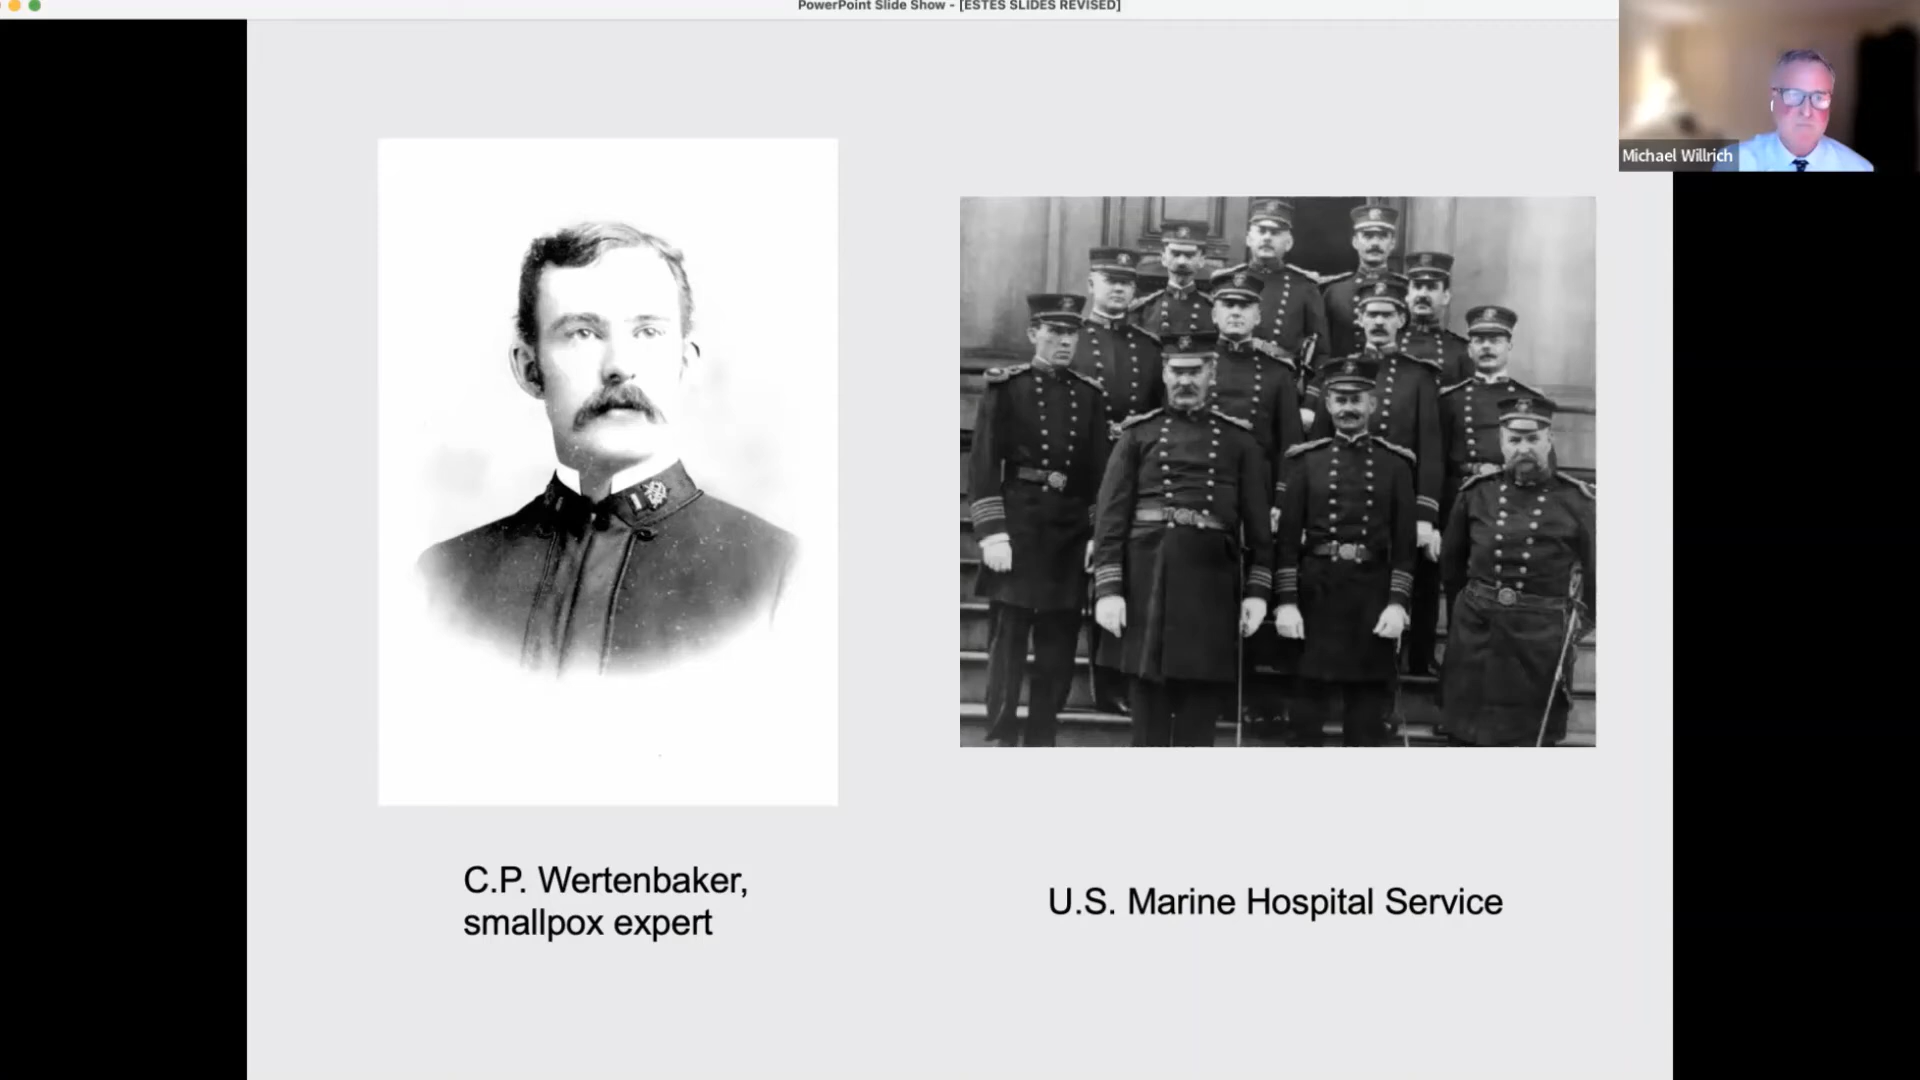 PowerPoint Slide Show - [ESTES SLIDES REVISED]
Michael Willrich
C.P. Wertenbaker,
smallpox expert
U.S. Marine Hospital Service